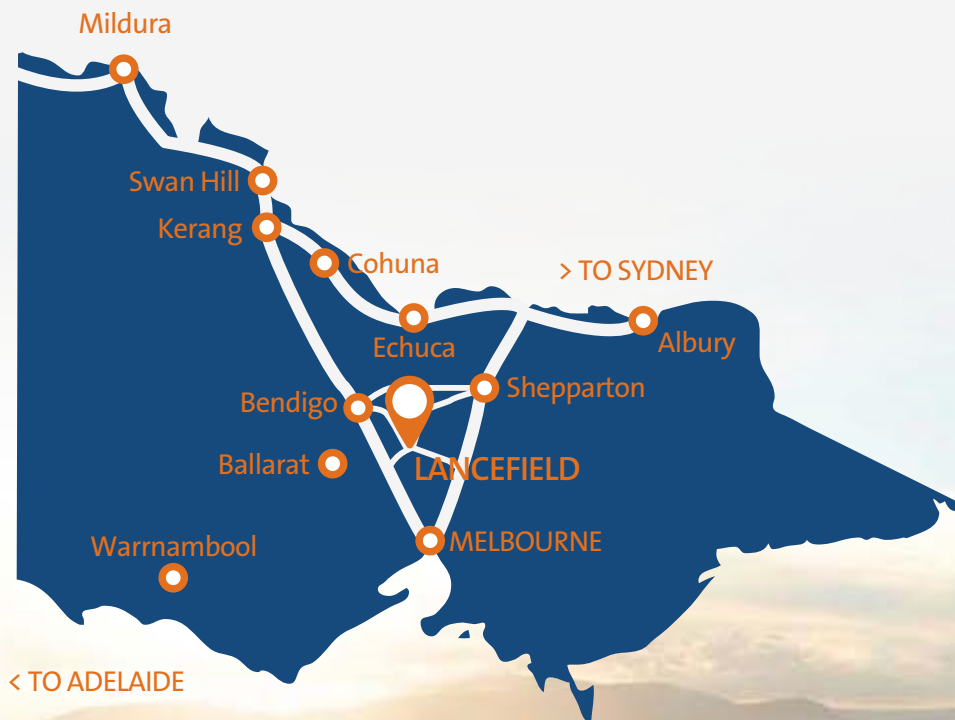 Mildura
Swan Hill
Kerang
Cohuna
> TO SYDNEY
Echuca
Albury
Shepparton
Bendigo
Ballarat
LANCEFIELD
MELBOURNE
Warrnambool
< TO ADELAIDE